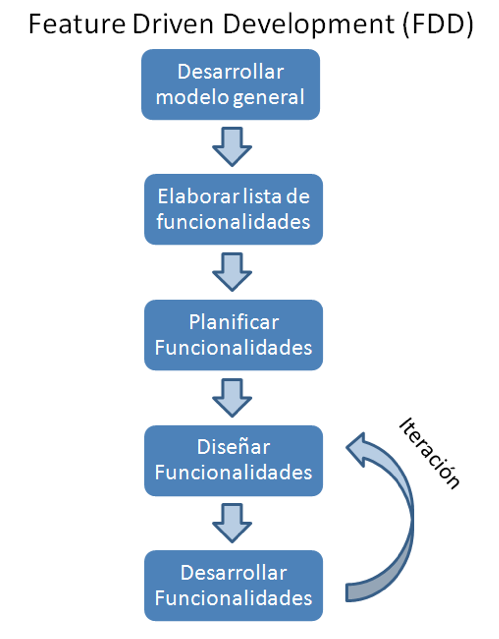 Feature Driven Development (FDD)
Desarrollar
modelo general
Elaborar lista de
funcionalidades
Planificar
Funcionalidades
Diseñar
Funcionalidades
Iteración
Desarrollar
Funcionalidades